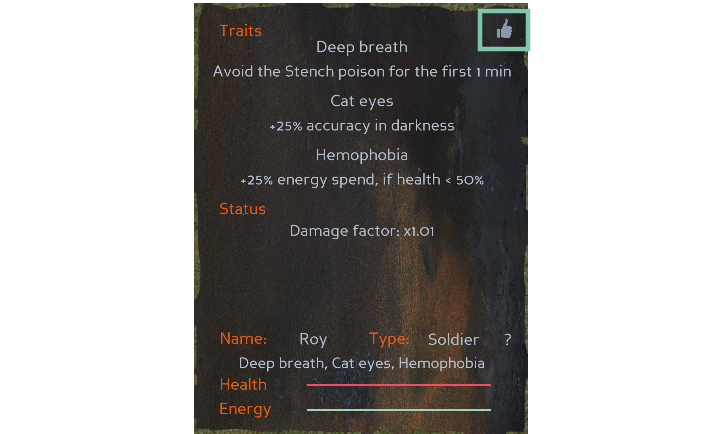 Traits
Deep breath
Avoid the Stench poison for the first 1 min
Cat eyes
+25% accuracy in darkness
Hemophobia
+25% energy spend, if health < 50%
Status
Damage factor: x1.01
Name: Roy Type: Soldier ?
Deep breath, Cat eyes, Hemophobia
Health
Energy